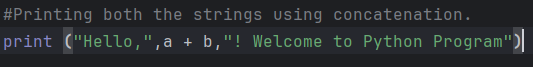 #Printing both the strings using concatenation.
print ("Hello,",a + b,"! Welcome to Python Program")